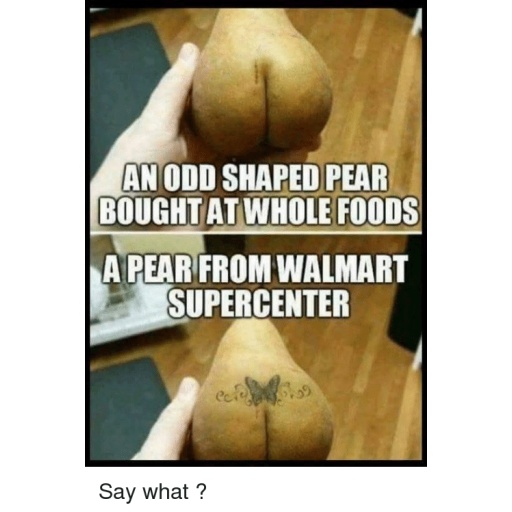 AN ODD SHAPED PEAR
BOUGHT AT WHOLE FOODS
A PEAR FROM WALMART
SUPERCENTER
Say what ?